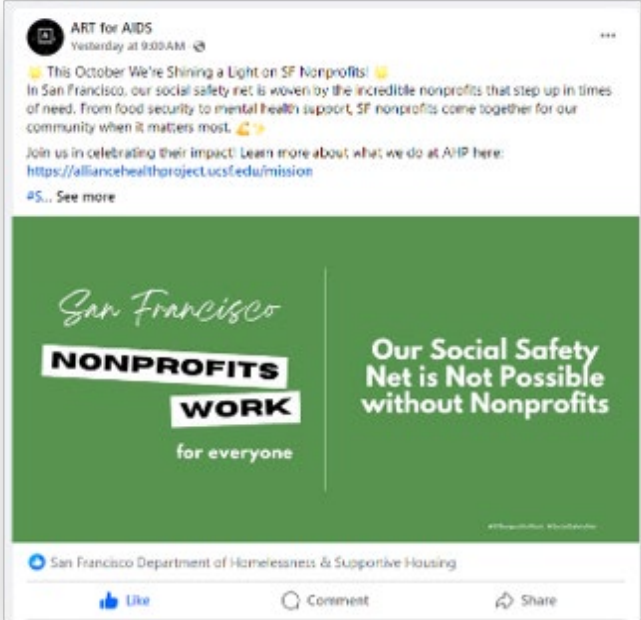 ART for AIDS
Yesterday at 9:00 AM
This October We're Shining a Light on SF Nonprofits!
In San Francisco, our social safety net is woven by the incredible nonprofits that step up in times
of need. From food security to mental health support, SF nonprofits come together for our
community when it matters most.
Join us in celebrating their impact! Learn more about what we do at AHP here:
https://alliancehealthproject.ucsf.edu/mission
#S... See more
San Francisco
NONPROFITS
WORK
for everyone
Our Social Safety
Net is Not Possible
without Nonprofits
San Francisco Department of Homelessness & Supportive Housing
Like
Comment
Share